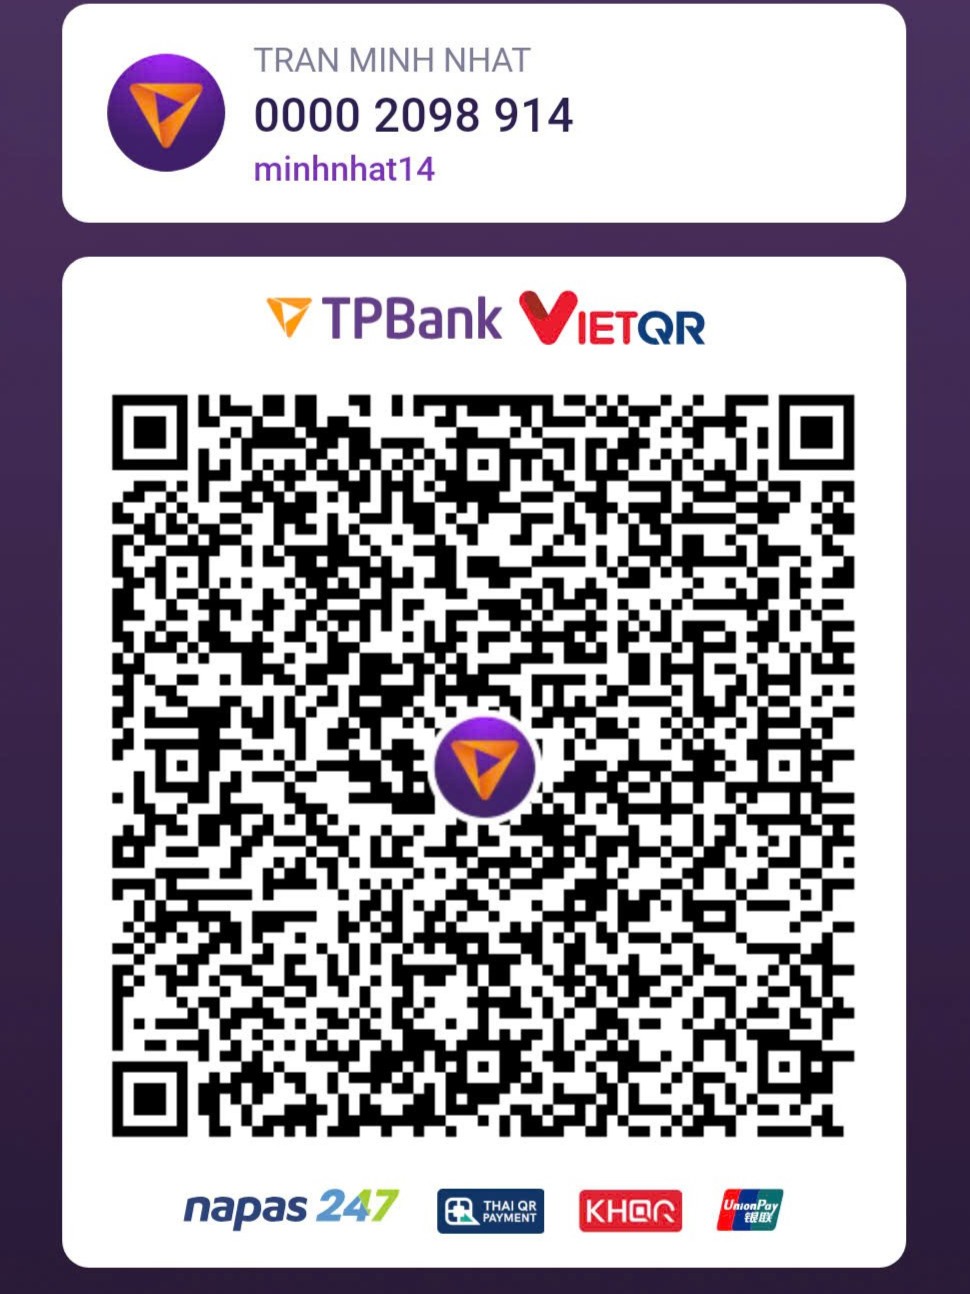 TRAN MINH NHAT
0000 2098 914
minhnhat14
TPBank VIETQR
napas 247
THAI QR
PAYMENT
KHQR
UnionPay
银联